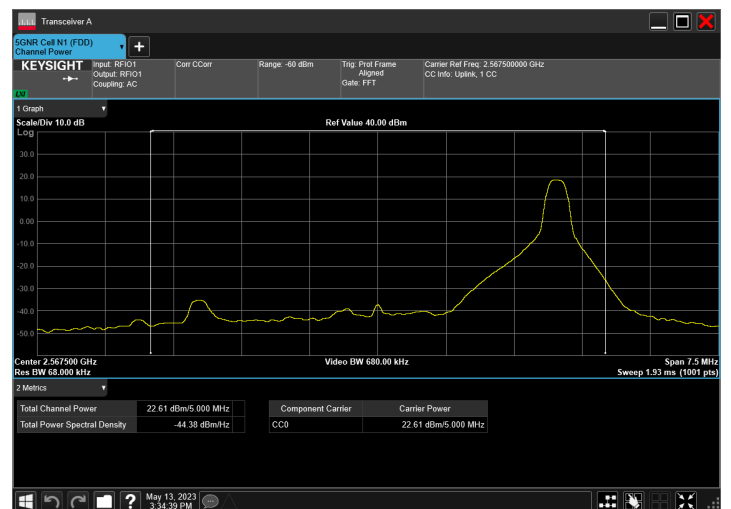 Transceiver A
5GNR Cell N1 (FDD)
Channel Power
KEYSIGHT
LXI
Input: RFIO1
Output: RFIO1
Coupling: AC
Corr CCorr
Range: -60 dBm
Trig: Prot Frame
Aligned
Gate: FFT
Carrier Ref Freq: 2.567500000 GHz
CC Info: Uplink, 1 CC
1 Graph
Scale/Div 10.0 dB
Ref Value 40.00 dBm
Log
30.0
20.0
10.0
0.00
-10.0
-20.0
-30.0
-40.0
-50.0
Center 2.567500 GHz
Video BW 680.00 kHz
Span 7.5 MHz
Res BW 68.000 kHz
Sweep 1.93 ms (1001 pts)
2 Metrics
Total Channel Power 22.61 dBm/5.000 MHz
Total Power Spectral Density -44.38 dBm/Hz
Component Carrier Carrier Power
CC0 22.61 dBm/5.000 MHz
?
May 13, 2023
3:34:39 PM